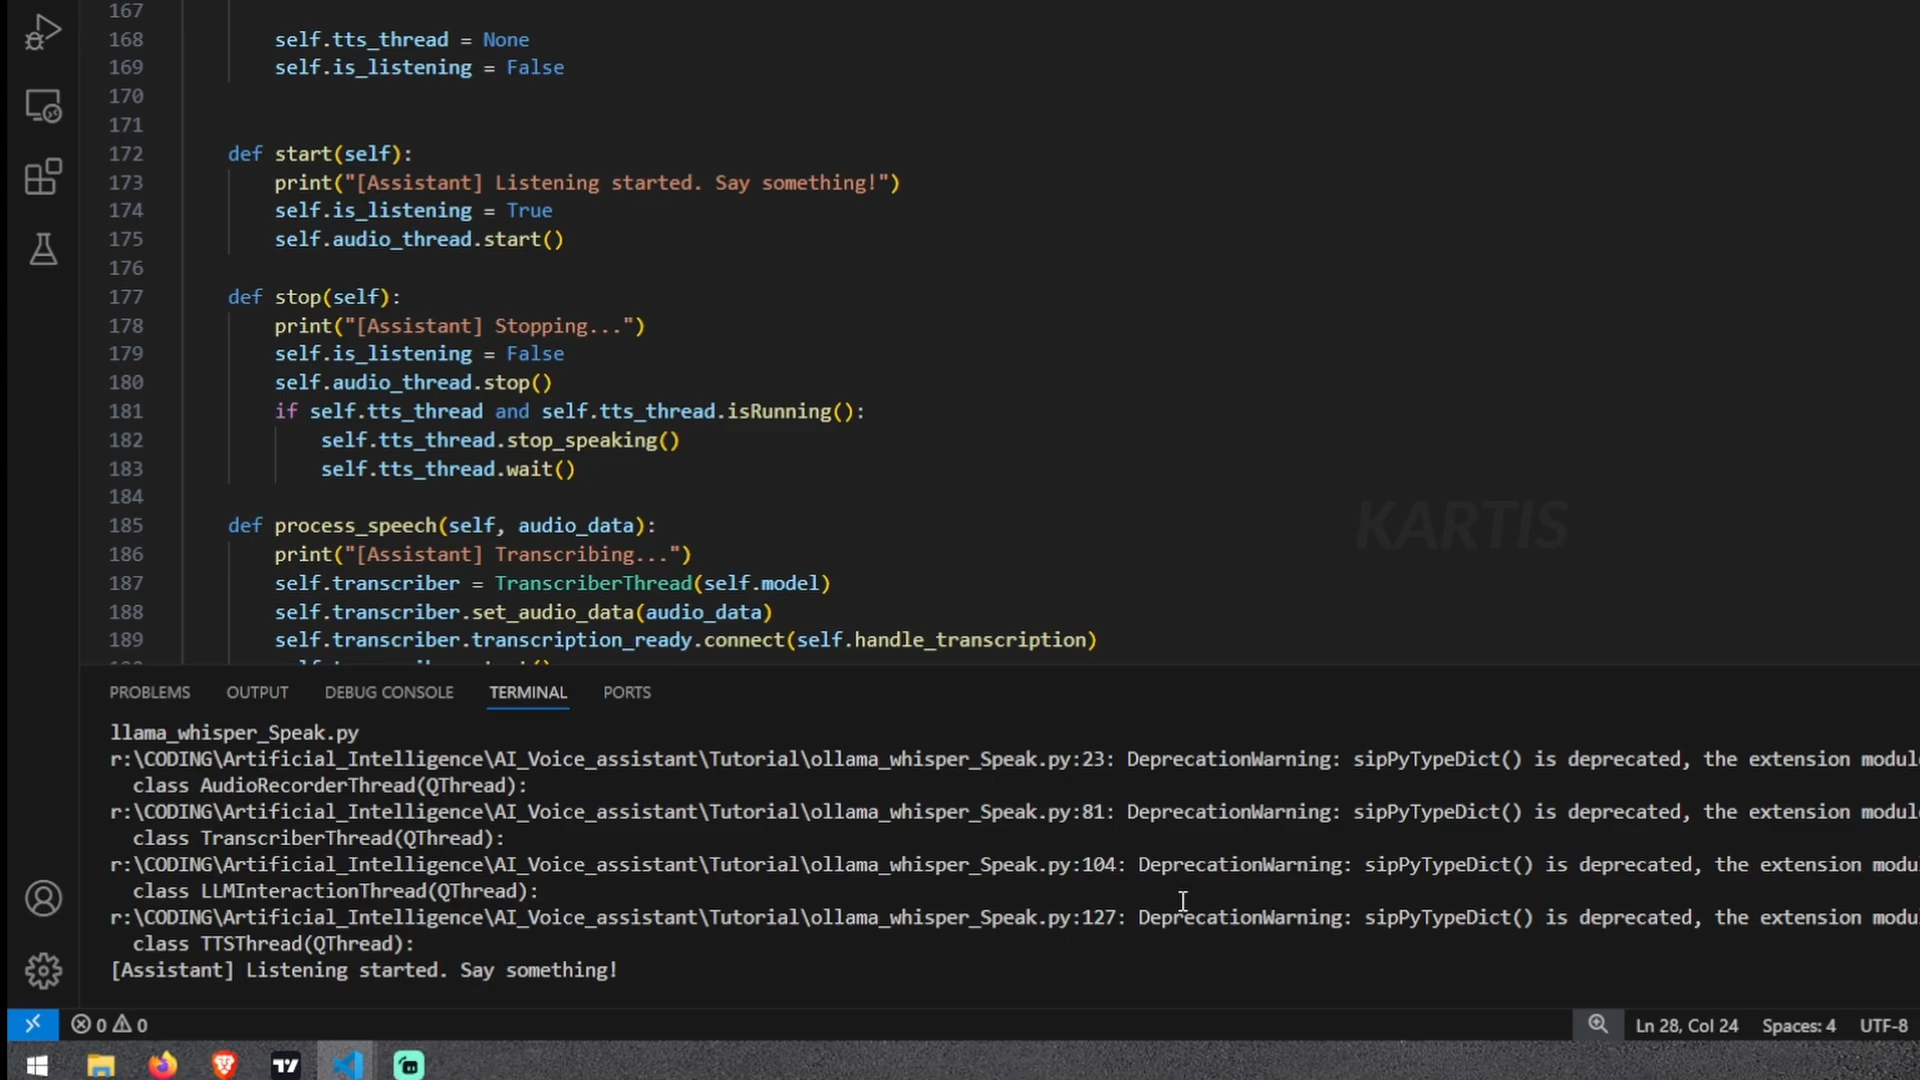 167
168 self.tts_thread = None
169 self.is_listening = False
170
171
172 def start(self):
173 print("[Assistant] Listening started. Say something!")
174 self.is_listening = True
175 self.audio_thread.start()
176
177 def stop(self):
178 print("[Assistant] Stopping...")
179 self.is_listening = False
180 self.audio_thread.stop()
181 if self.tts_thread and self.tts_thread.isRunning():
182 self.tts_thread.stop_speaking()
183 self.tts_thread.wait()
184
KARTIS
185 def process_speech(self, audio_data):
186 print("[Assistant] Transcribing...")
187 self.transcriber = TranscriberThread(self.model)
188 self.transcriber.set_audio_data(audio_data)
189 self.transcriber.transcription_ready.connect(self.handle_transcription)
PROBLEMS OUTPUT DEBUG CONSOLE TERMINAL PORTS
llama_whisper_Speak.py
r:\CODING\Artificial_Intelligence\AI_Voice_assistant\Tutorial\ollama_whisper_Speak.py:23: DeprecationWarning: sipPyTypeDict() is deprecated, the extension modul
class AudioRecorderThread(QThread):
r:\CODING\Artificial_Intelligence\AI_Voice_assistant\Tutorial\ollama_whisper_Speak.py:81: DeprecationWarning: sipPyTypeDict() is deprecated, the extension modul
class TranscriberThread(QThread):
r:\CODING\Artificial_Intelligence\AI_Voice_assistant\Tutorial\ollama_whisper_Speak.py:104: DeprecationWarning: sipPyTypeDict() is deprecated, the extension modu
class LLMInteractionThread(QThread):
r:\CODING\Artificial_Intelligence\AI_Voice_assistant\Tutorial\ollama_whisper_Speak.py:127: DeprecationWarning: sipPyTypeDict() is deprecated, the extension modu
class TTSThread(QThread):
[Assistant] Listening started. Say something!
0 0 Ln 28, Col 24 Spaces: 4 UTF-8